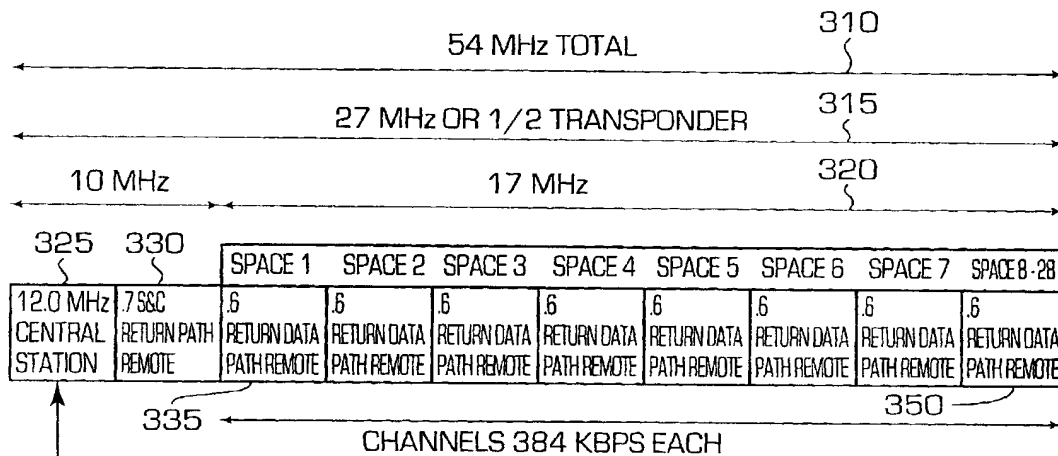 54 MHz TOTAL
310
27 MHz OR 1/2 TRANSPONDER
315
10 MHz
17 MHz
320
325
330
SPACE 1
SPACE 2
SPACE 3
SPACE 4
SPACE 5
SPACE 6
SPACE 7
SPACE 8-28
12.0 MHz
CENTRAL
STATION
.7 S&C
RETURN PATH
REMOTE
.6
RETURN DATA
PATH REMOTE
.6
RETURN DATA
PATH REMOTE
.6
RETURN DATA
PATH REMOTE
.6
RETURN DATA
PATH REMOTE
.6
RETURN DATA
PATH REMOTE
.6
RETURN DATA
PATH REMOTE
.6
RETURN DATA
PATH REMOTE
.6
RETURN DATA
PATH REMOTE
335
350
CHANNELS 384 KBPS EACH